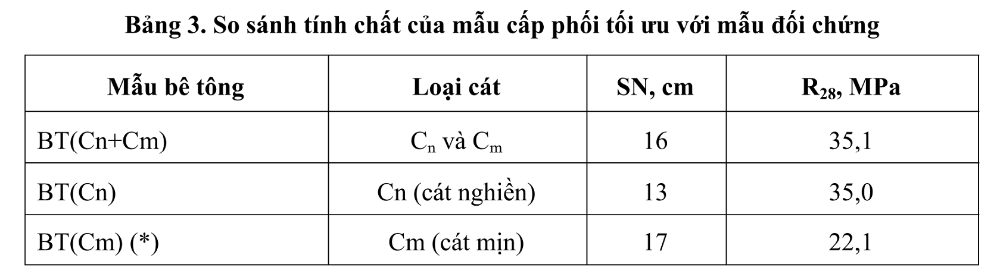 Bảng 3. So sánh tính chất của mẫu cấp phối tối ưu với mẫu đối chứng
Mẫu bê tông Loại cát SN, cm R₂₈, MPa
BT(Cn+Cm) Cₙ và Cₘ 16 35,1
BT(Cn) Cn (cát nghiền) 13 35,0
BT(Cm) (*) Cm (cát mịn) 17 22,1